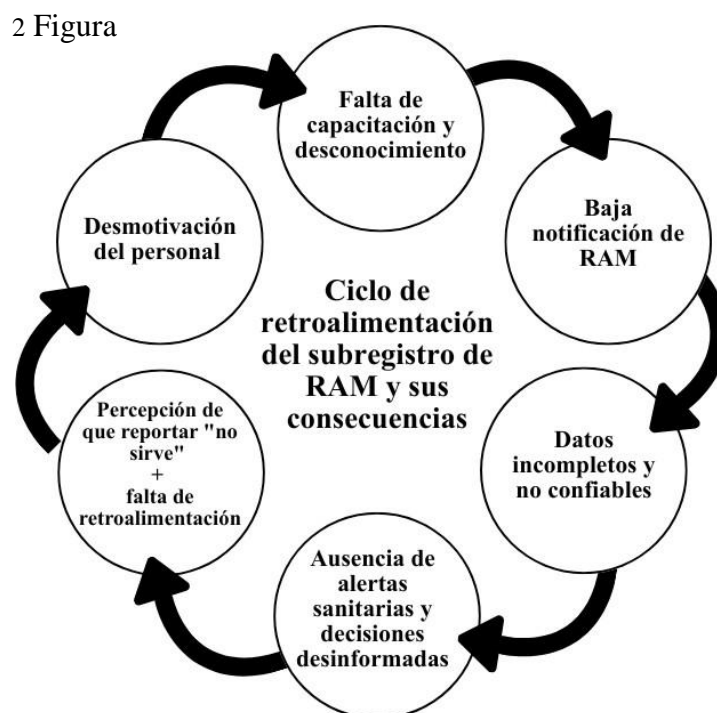 2 Figura
Falta de
capacitación y
desconocimiento
Baja
notificación de
RAM
Datos
incompletos y
no confiables
Ausencia de
alertas
sanitarias y
decisiones
desinformadas
Percepción de
que reportar "no
sirve"
+
falta de
retroalimentación
Desmotivación
del personal
Ciclo de
retroalimentación
del subregistro de
RAM y sus
consecuencias